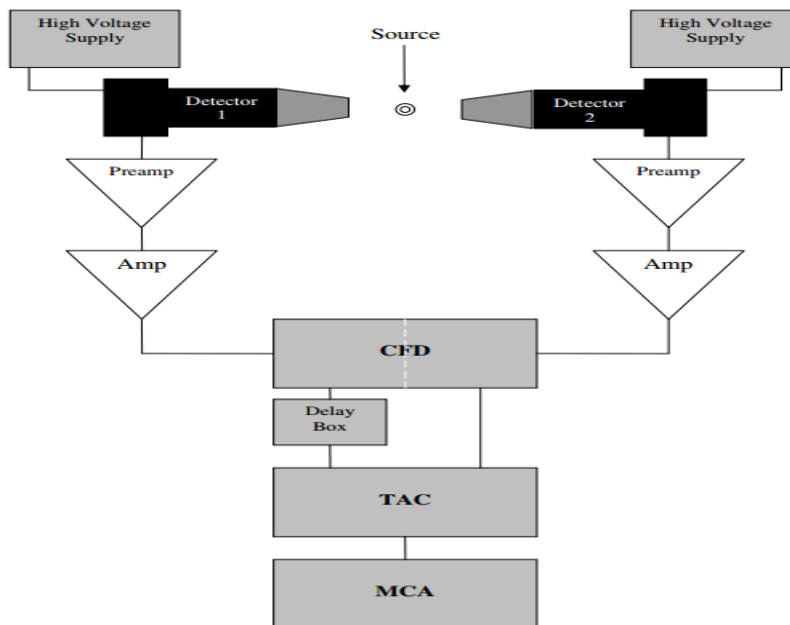 High Voltage
Supply
Source
High Voltage
Supply
Detector
1
Detector
2
Preamp
Preamp
Amp
Amp
CFD
Delay
Box
TAC
MCA